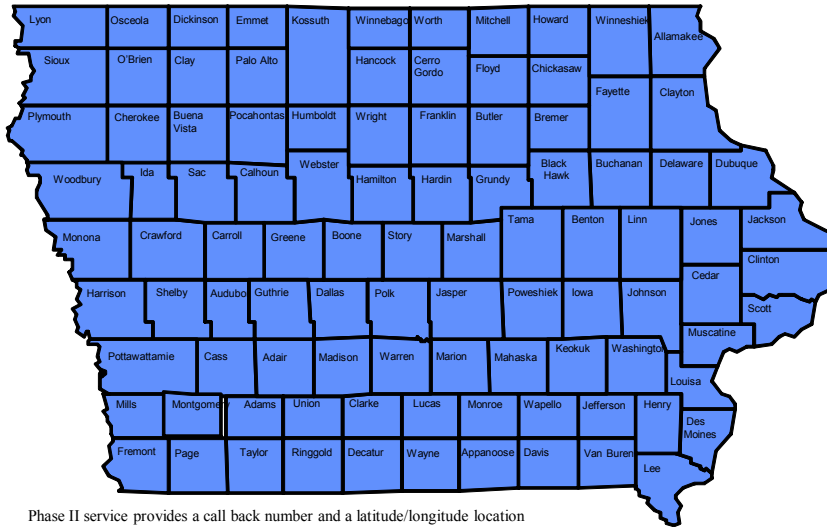 Lyon Osceola Dickinson Emmet Kossuth Winnebago Worth Mitchell Howard Winneshiek Allamakee
Sioux O'Brien Clay Palo Alto Hancock Cerro Gordo Floyd Chickasaw
Fayette Clayton
Plymouth Cherokee Buena Vista Pocahontas Humboldt Wright Franklin Butler Bremer
Woodbury Ida Sac Calhoun Webster Hamilton Hardin Grundy Black Hawk Buchanan Delaware Dubuque
Monona Crawford Carroll Greene Boone Story Marshall Tama Benton Linn Jones Jackson
Clinton
Harrison Shelby Audubo Guthrie Dallas Polk Jasper Poweshiek Iowa Johnson Cedar
Scott
Muscatine
Pottawattamie Cass Adair Madison Warren Marion Mahaska Keokuk Washington
Louisa
Mills Montgomery Adams Union Clarke Lucas Monroe Wapello Jefferson Henry
Des Moines
Fremont Page Taylor Ringgold Decatur Wayne Appanoose Davis Van Buren
Lee
Phase II service provides a call back number and a latitude/longitude location